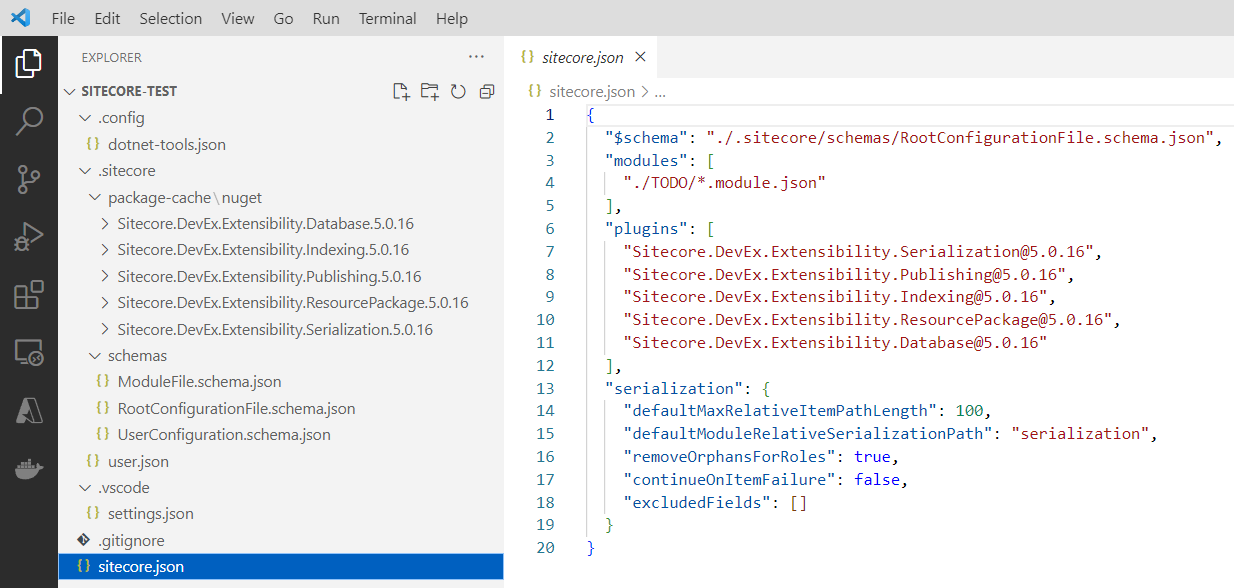 File Edit Selection View Go Run Terminal Help
EXPLORER
SITECORE-TEST
.config
{} dotnet-tools.json
.sitecore
package-cache\nuget
Sitecore.DevEx.Extensibility.Database.5.0.16
Sitecore.DevEx.Extensibility.Indexing.5.0.16
Sitecore.DevEx.Extensibility.Publishing.5.0.16
Sitecore.DevEx.Extensibility.ResourcePackage.5.0.16
Sitecore.DevEx.Extensibility.Serialization.5.0.16
schemas
{} ModuleFile.schema.json
{} RootConfigurationFile.schema.json
{} UserConfiguration.schema.json
{} user.json
.vscode
{} settings.json
.gitignore
{} sitecore.json
{} sitecore.json
{} sitecore.json > ...
1 {
2 "$schema": "./.sitecore/schemas/RootConfigurationFile.schema.json",
3 "modules": [
4 "./TODO/*.module.json"
5 ],
6 "plugins": [
7 "Sitecore.DevEx.Extensibility.Serialization@5.0.16",
8 "Sitecore.DevEx.Extensibility.Publishing@5.0.16",
9 "Sitecore.DevEx.Extensibility.Indexing@5.0.16",
10 "Sitecore.DevEx.Extensibility.ResourcePackage@5.0.16",
11 "Sitecore.DevEx.Extensibility.Database@5.0.16"
12 ],
13 "serialization": {
14 "defaultMaxRelativeItemPathLength": 100,
15 "defaultModuleRelativeSerializationPath": "serialization",
16 "removeOrphansForRoles": true,
17 "continueOnItemFailure": false,
18 "excludedFields": []
19 }
20 }